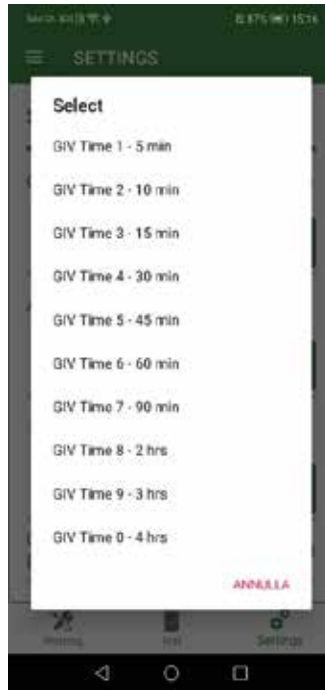 SETTINGS
Select
GIV Time 1 - 5 min
GIV Time 2 - 10 min
GIV Time 3 - 15 min
GIV Time 4 - 30 min
GIV Time 5 - 45 min
GIV Time 6 - 60 min
GIV Time 7 - 90 min
GIV Time 8 - 2 hrs
GIV Time 9 - 3 hrs
GIV Time 0 - 4 hrs
ANNULLA
Settings